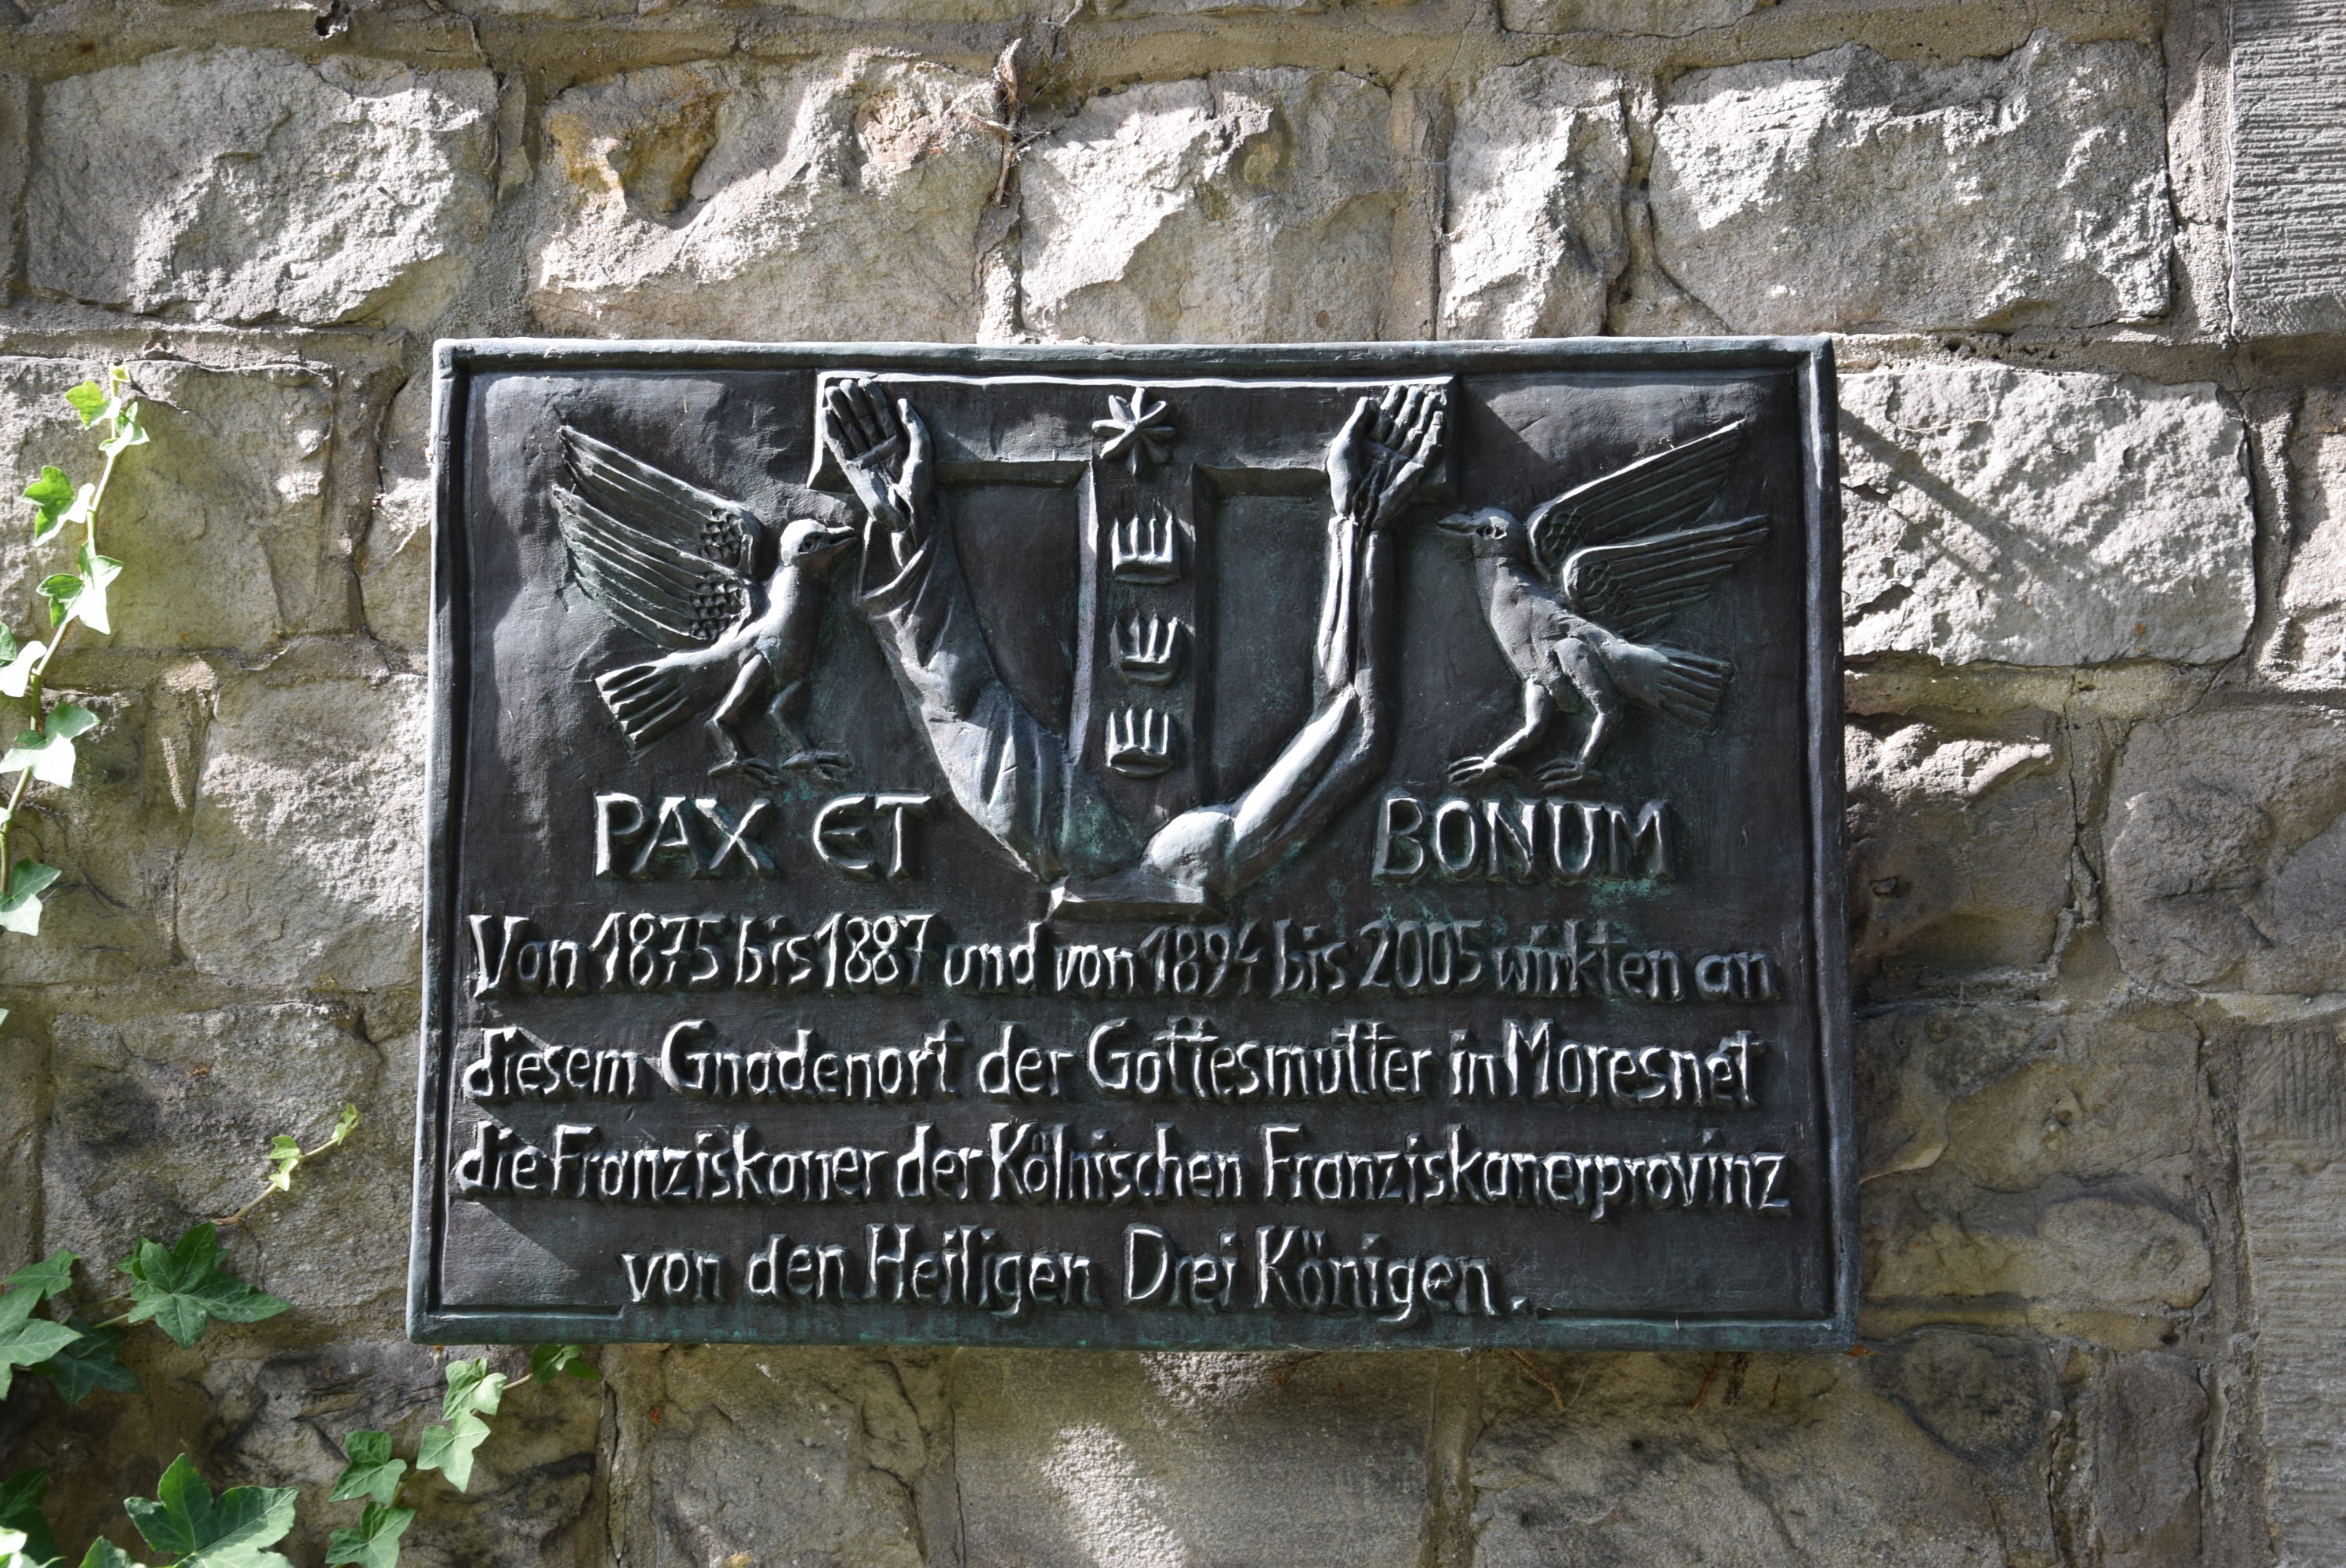 PAX ET BONUM
Von 1875 bis 1887 und von 1894 bis 2005 wirkten an
diesem Gnadenort der Gottesmutter in Moresnet
die Franziskaner der Kölnischen Franziskanerprovinz
von den Heiligen Drei Königen.